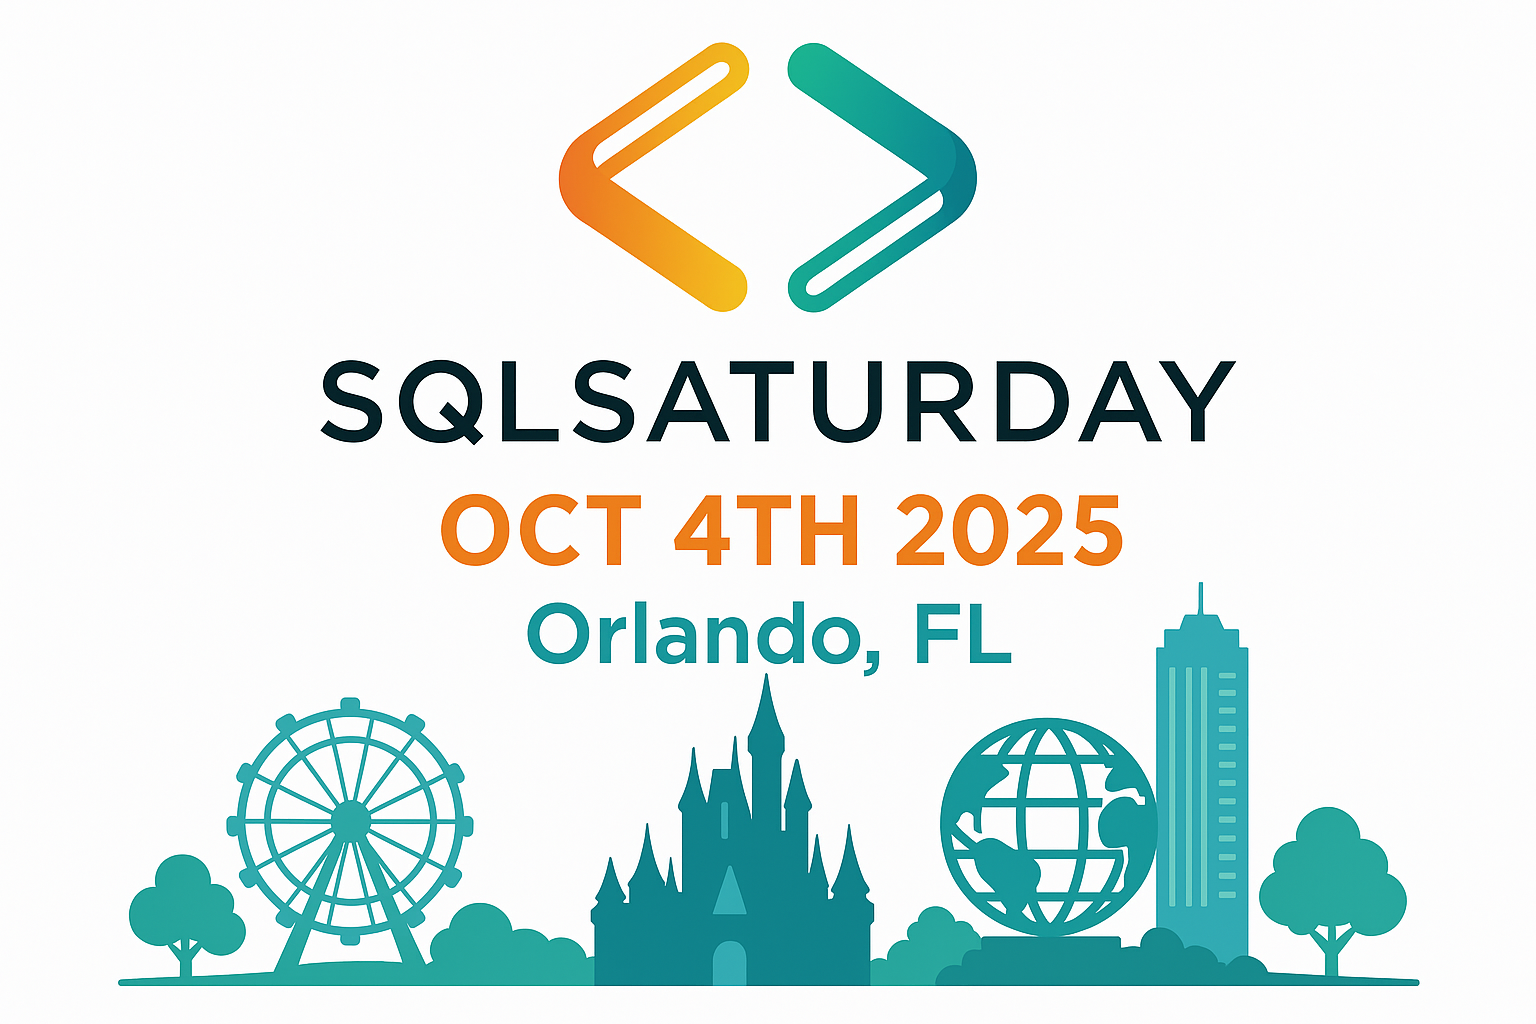 SQLSATURDAY
OCT 4TH 2025
Orlando, FL